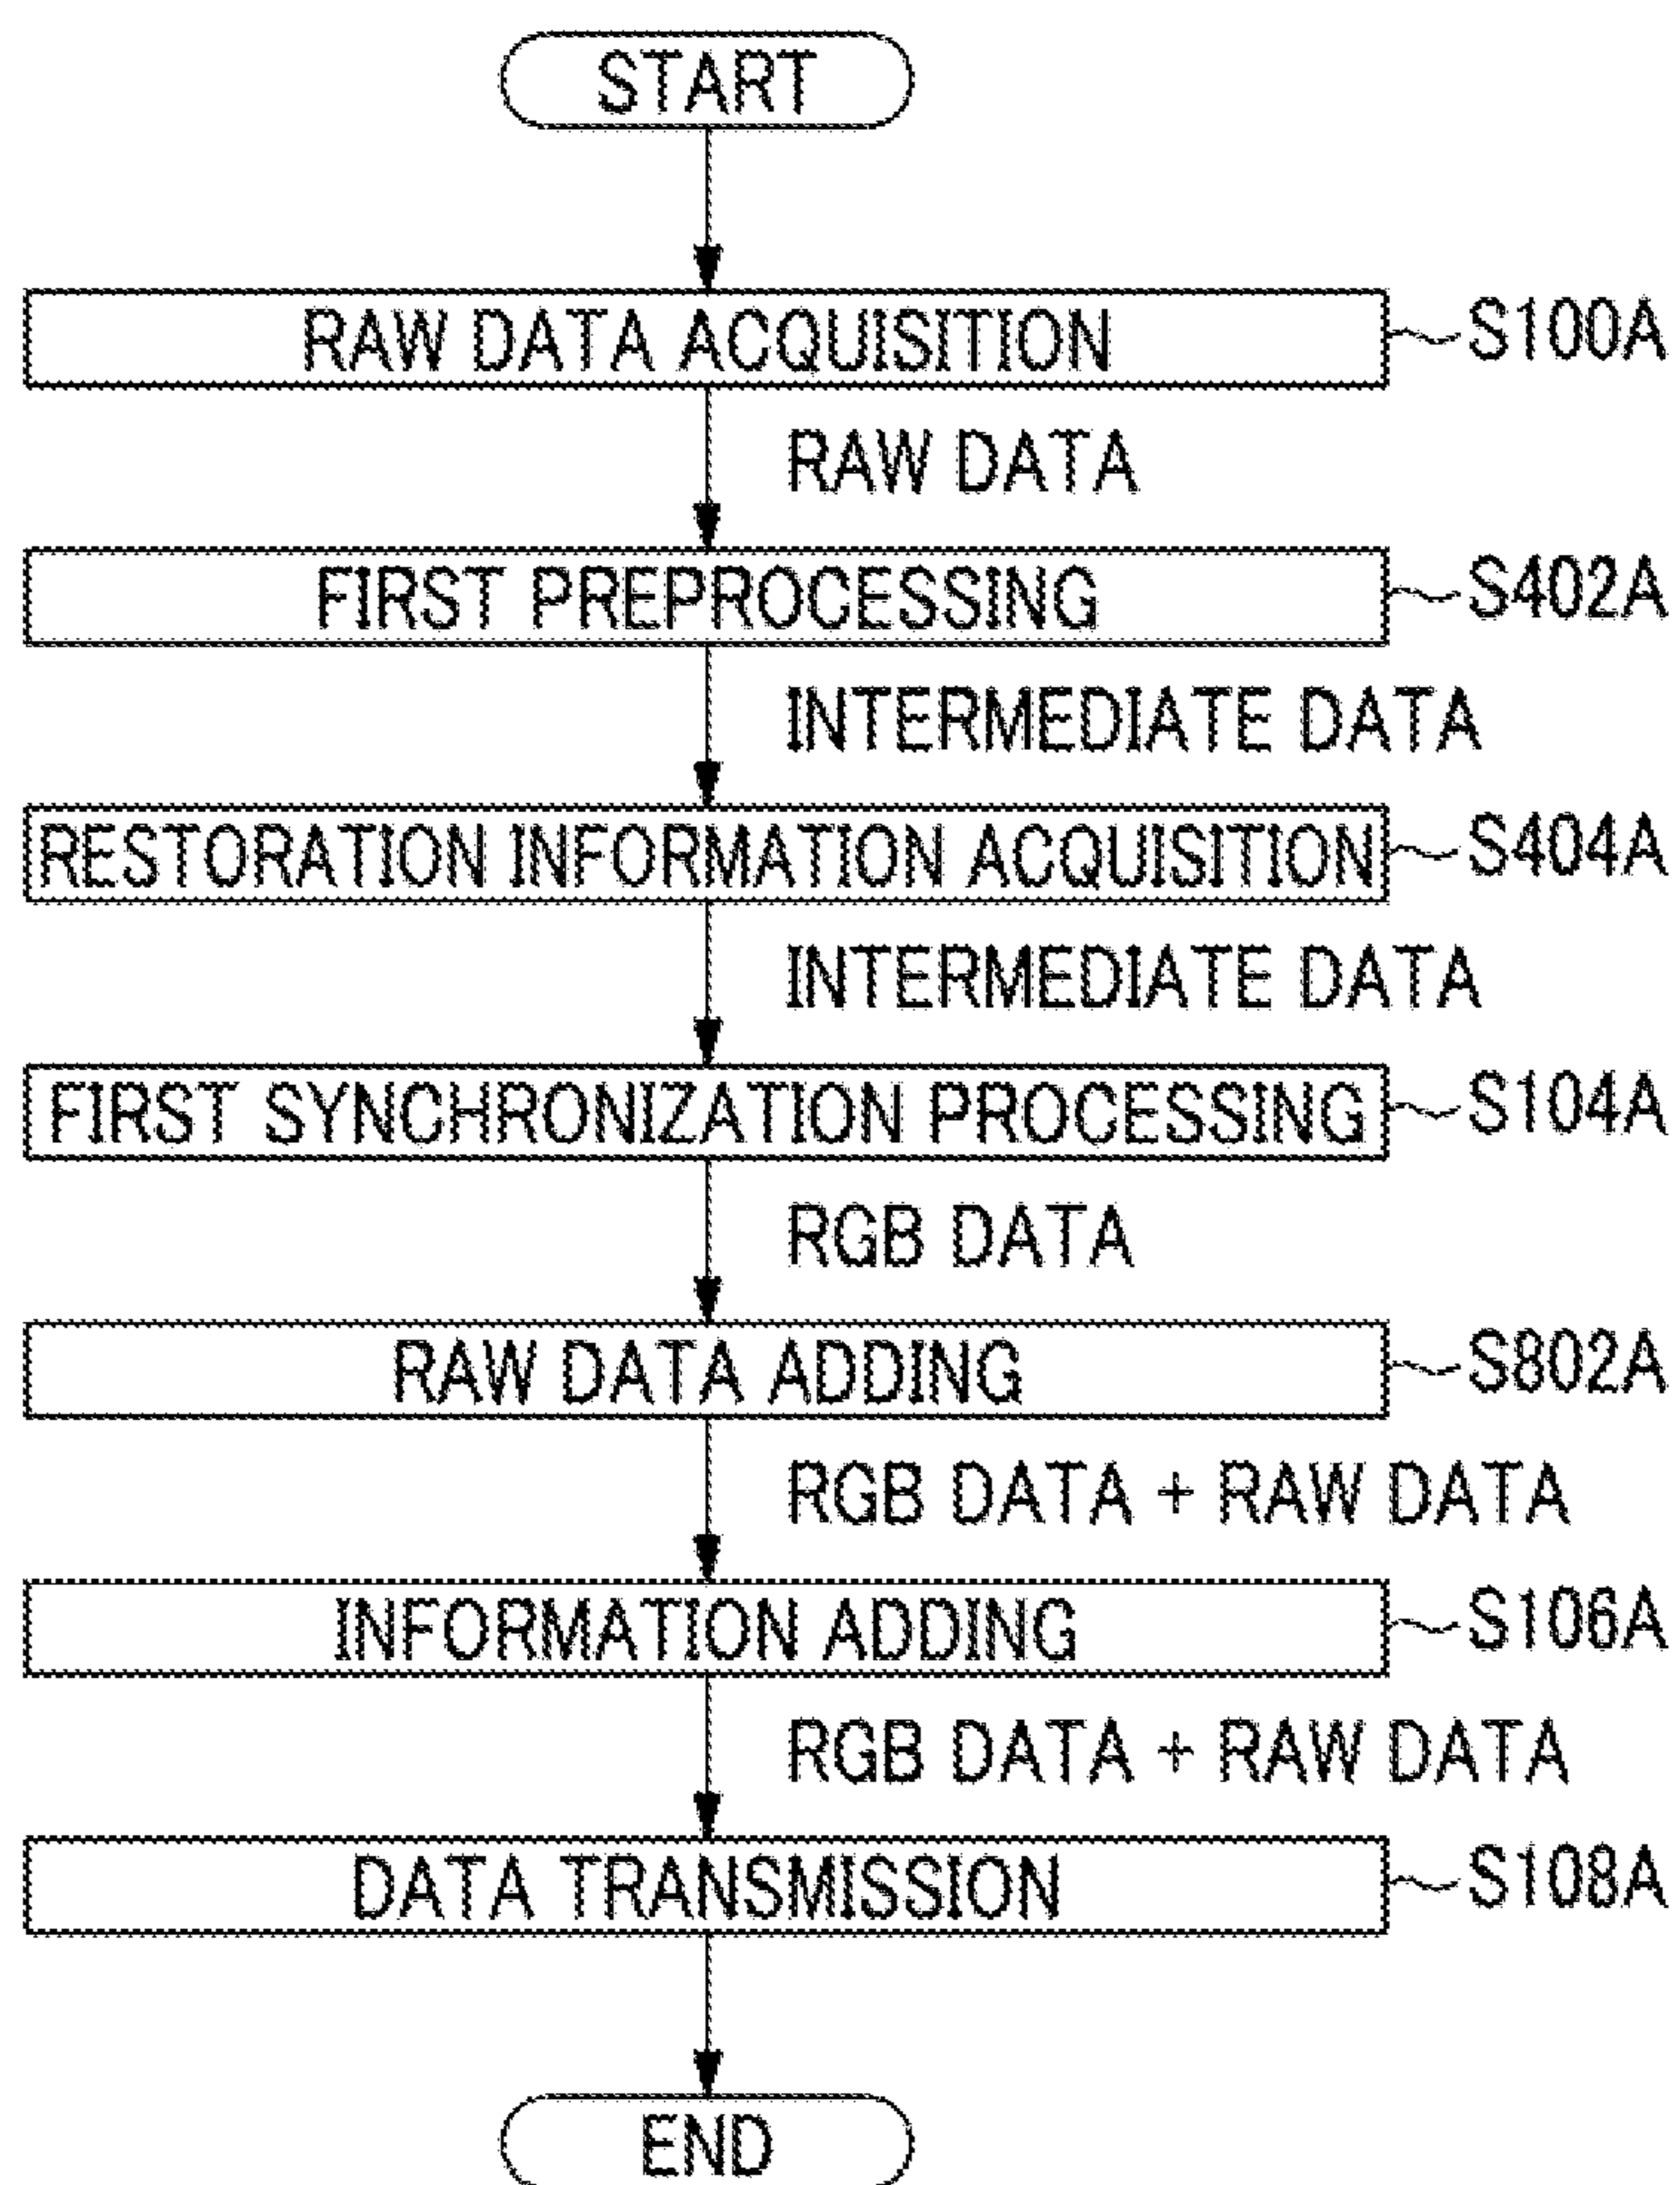 START
RAW DATA ACQUISITION
S100A
RAW DATA
FIRST PREPROCESSING
S402A
INTERMEDIATE DATA
RESTORATION INFORMATION ACQUISITION
S404A
INTERMEDIATE DATA
FIRST SYNCHRONIZATION PROCESSING
S104A
RGB DATA
RAW DATA ADDING
S802A
RGB DATA + RAW DATA
INFORMATION ADDING
S106A
RGB DATA + RAW DATA
DATA TRANSMISSION
S108A
END